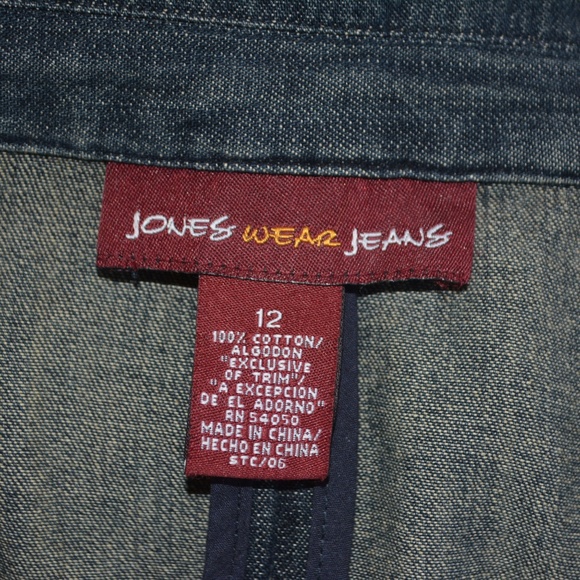 JONES WEAR JEANS
12
100% COTTON/
ALGODON
"EXCLUSIVE
OF TRIM"/
"A EXCEPCION
DE EL ADORNO"
RN 54050
MADE IN CHINA/
HECHO EN CHINA
STC/06